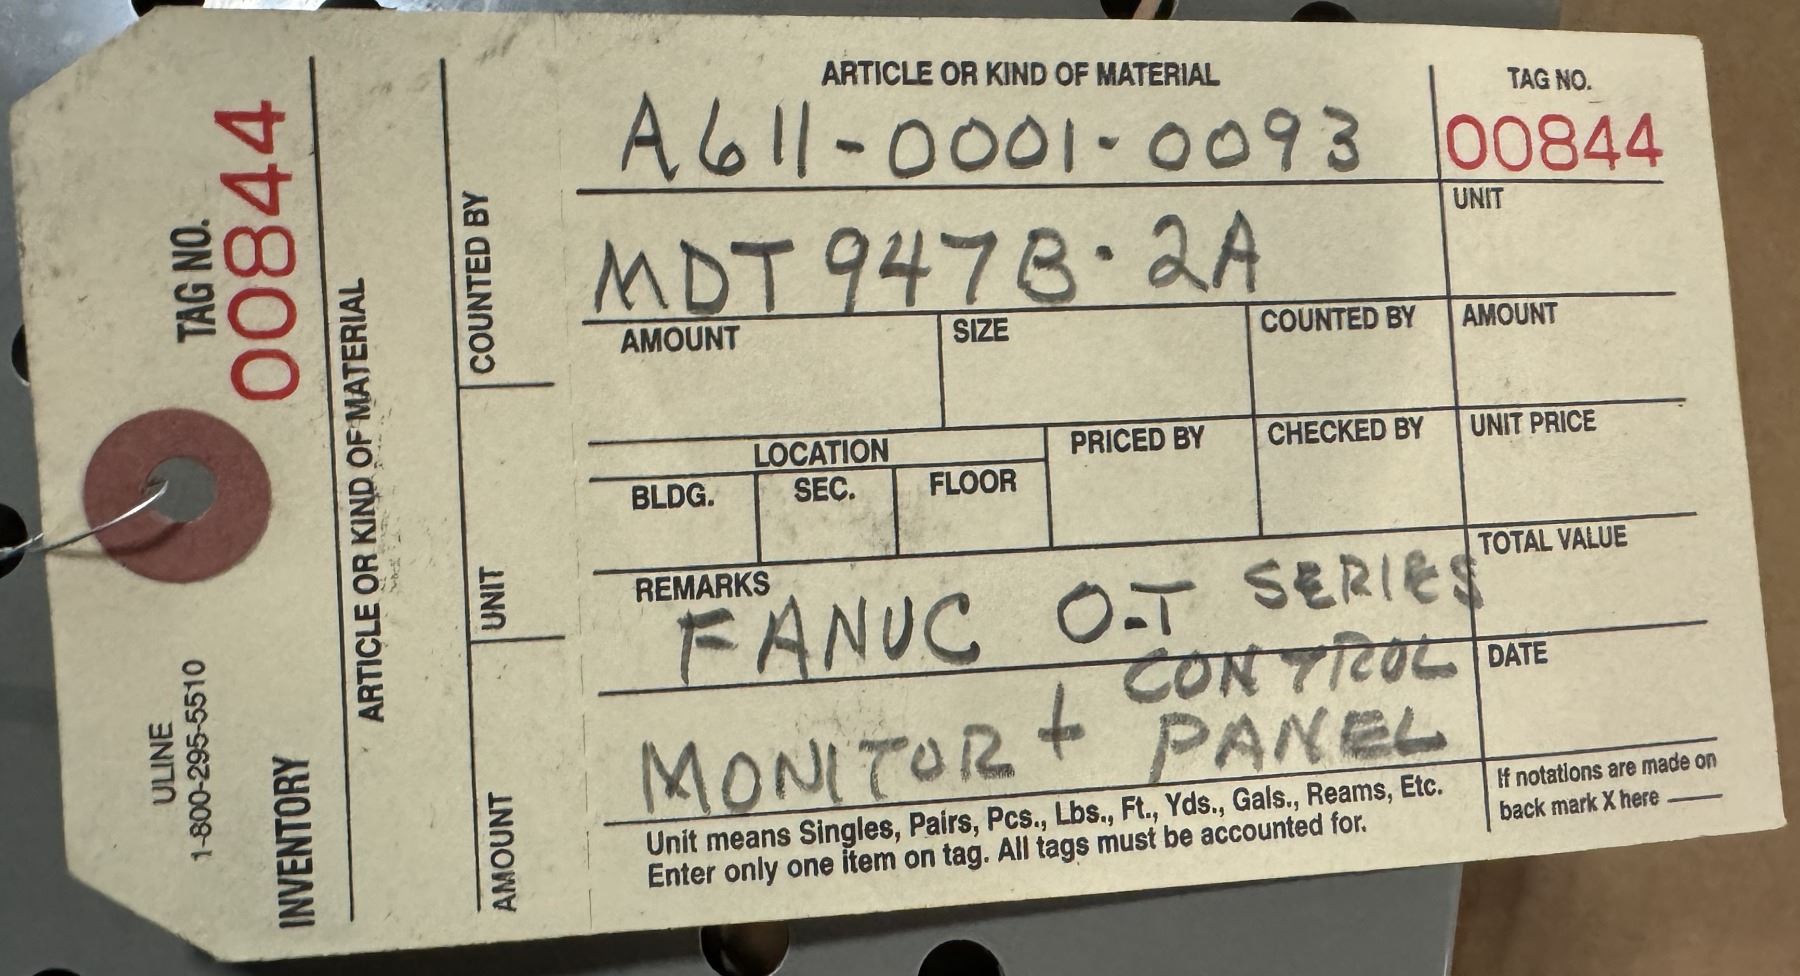 TAG NO.
00844
ULINE
1-800-295-5510
INVENTORY
ARTICLE OR KIND OF MATERIAL
COUNTED BY
UNIT
AMOUNT
ARTICLE OR KIND OF MATERIAL
A611-0001-0093
TAG NO.
00844
MDT947B-2A
UNIT
AMOUNT
SIZE
COUNTED BY
AMOUNT
LOCATION
BLDG.
SEC.
FLOOR
PRICED BY
CHECKED BY
UNIT PRICE
REMARKS
FANUC O-T SERIES
TOTAL VALUE
MONITOR + CONTROL PANEL
DATE
Unit means Singles, Pairs, Pcs., Lbs., Ft., Yds., Gals., Reams, Etc.
Enter only one item on tag. All tags must be accounted for.
If notations are made on
back mark X here